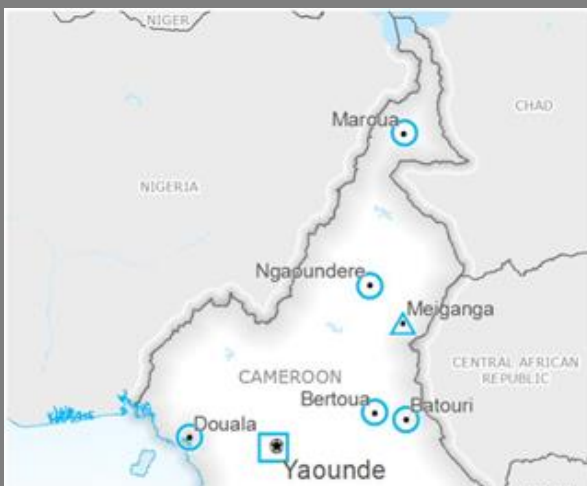 NIGER
CHAD
Maroua
NIGERIA
Ngaoundere
Meiganga
CENTRAL AFRICAN
REPUBLIC
CAMEROON
Bertoua
Batouri
Douala
Yaounde